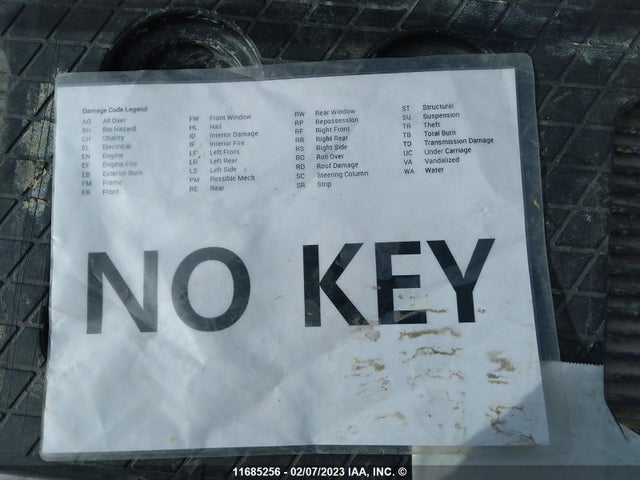 Damage Code Legend
AO All Over
BH Bio Hazard
CH Charity
EL Electrical
EN Engine
EF Engine Fire
EB Exterior Burn
FM Frame
FR Front
FW Front Window
HL Hail
ID Interior Damage
IF Interior Fire
LF Left Front
LR Left Rear
LS Left Side
PM Possible Mech.
RE Rear
RW Rear Window
RP Repossession
RF Right Front
RR Right Rear
RS Right Side
RO Roll Over
RD Roof Damage
SC Steering Column
SR Strip
ST Structural
SU Suspension
TR Theft
TB Total Burn
TD Transmission Damage
UC Under Carriage
VA Vandalized
WA Water
NO KEY
11685256 - 02/07/2023 IAA, INC. ©